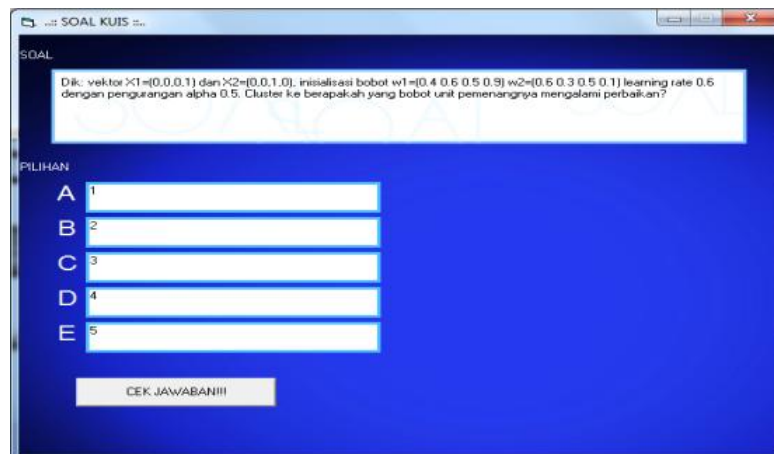 ..:: SOAL KUIS ::..
SOAL
Dik: vektor X1=(0,0,0,1) dan X2=(0,0,1,0), inisialisasi bobot w1=(0.4 0.6 0.5 0.9) w2=(0.6 0.3 0.5 0.1) learning rate 0.6
dengan pengurangan alpha 0.5. Cluster ke berapakah yang bobot unit pemenangnya mengalami perbaikan?
PILIHAN
A 1
B 2
C 3
D 4
E 5
CEK JAWABAN!!!